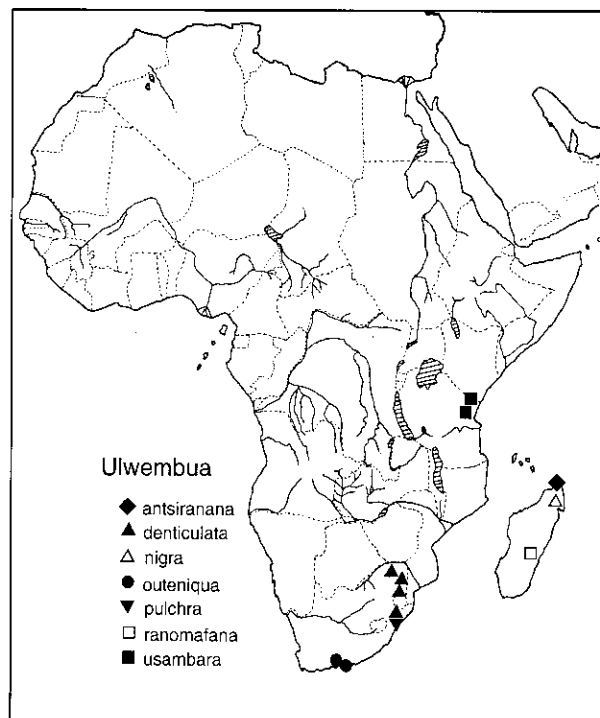 Ulwembua
antsiranana
denticulata
nigra
outeniqua
pulchra
ranomafana
usambara